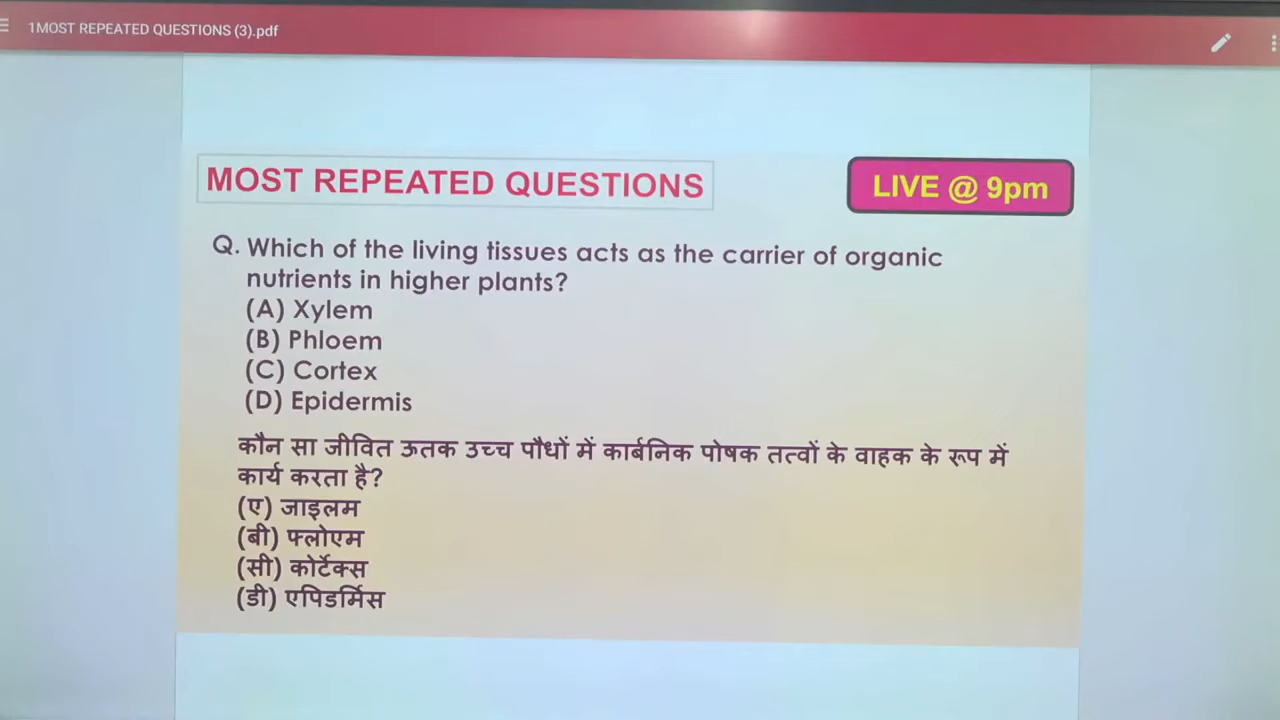 1MOST REPEATED QUESTIONS (3).pdf
MOST REPEATED QUESTIONS
LIVE @ 9pm
Q. Which of the living tissues acts as the carrier of organic
nutrients in higher plants?
(A) Xylem
(B) Phloem
(C) Cortex
(D) Epidermis
कौन सा जीवित ऊतक उच्च पौधों में कार्बनिक पोषक तत्वों के वाहक के रूप में
कार्य करता है?
(ए) जाइलम
(बी) फ्लोएम
(सी) कोर्टेक्स
(डी) एपिडर्मिस